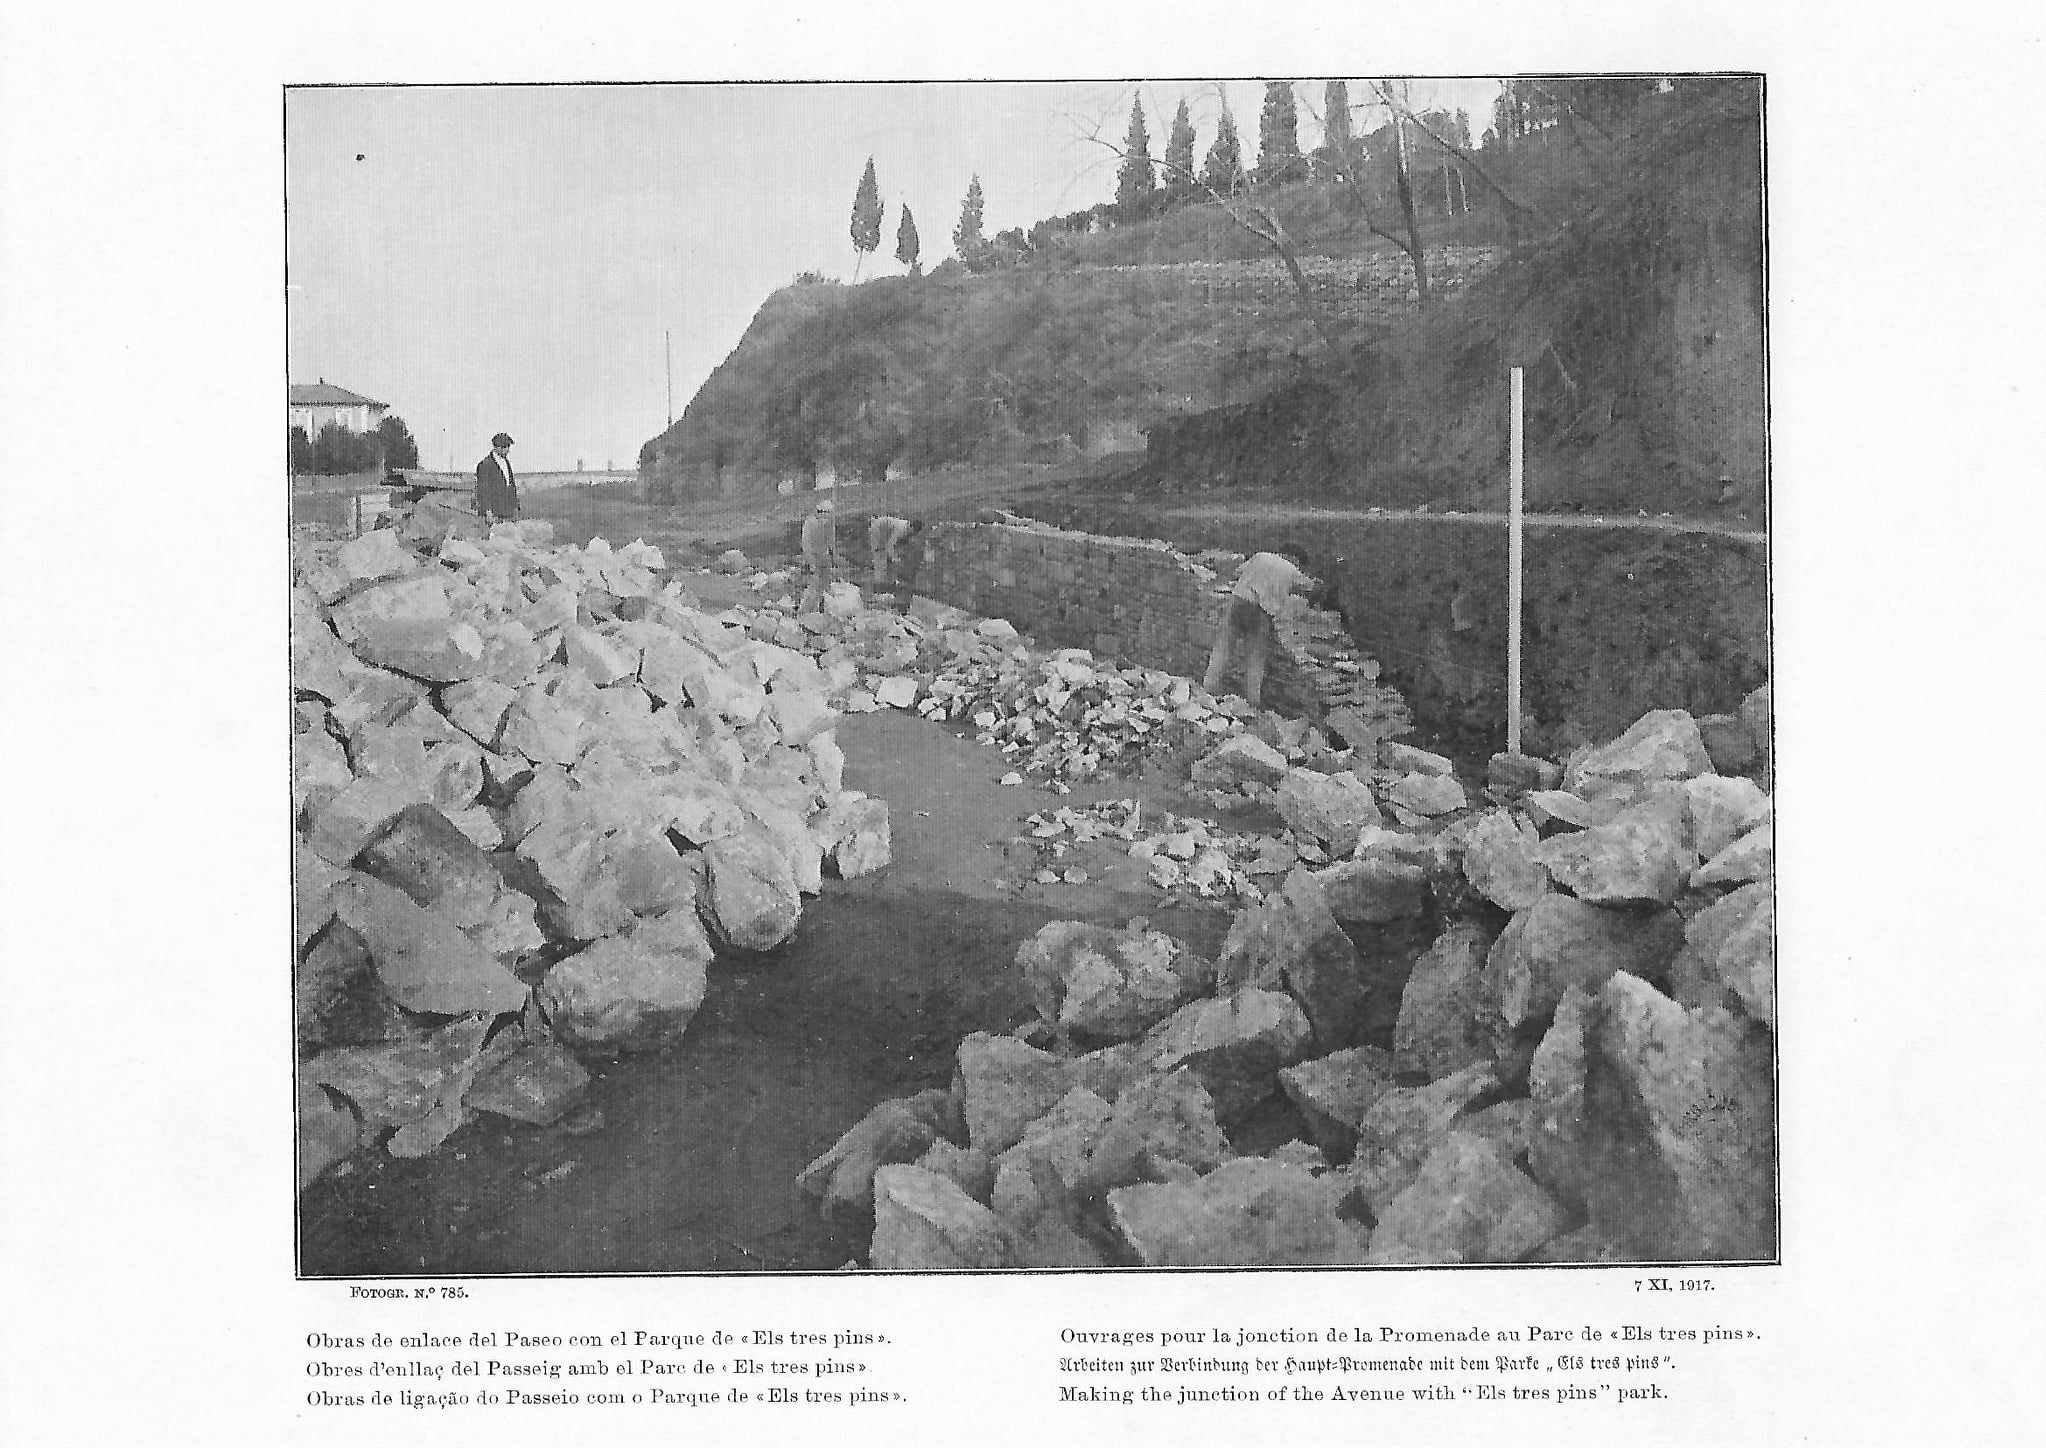 FOTOGR. N.º 785.
7 XI, 1917.
Obras de enlace del Paseo con el Parque de «Els tres pins».
Obres d'enllaç del Passeig amb el Parc de «Els tres pins».
Obras de ligação do Passeio com o Parque de «Els tres pins».
Ouvrages pour la jonction de la Promenade au Parc de «Els tres pins».
Arbeiten zur Verbindung der Haupt-Promenade mit dem Parke „Els tres pins".
Making the junction of the Avenue with "Els tres pins" park.